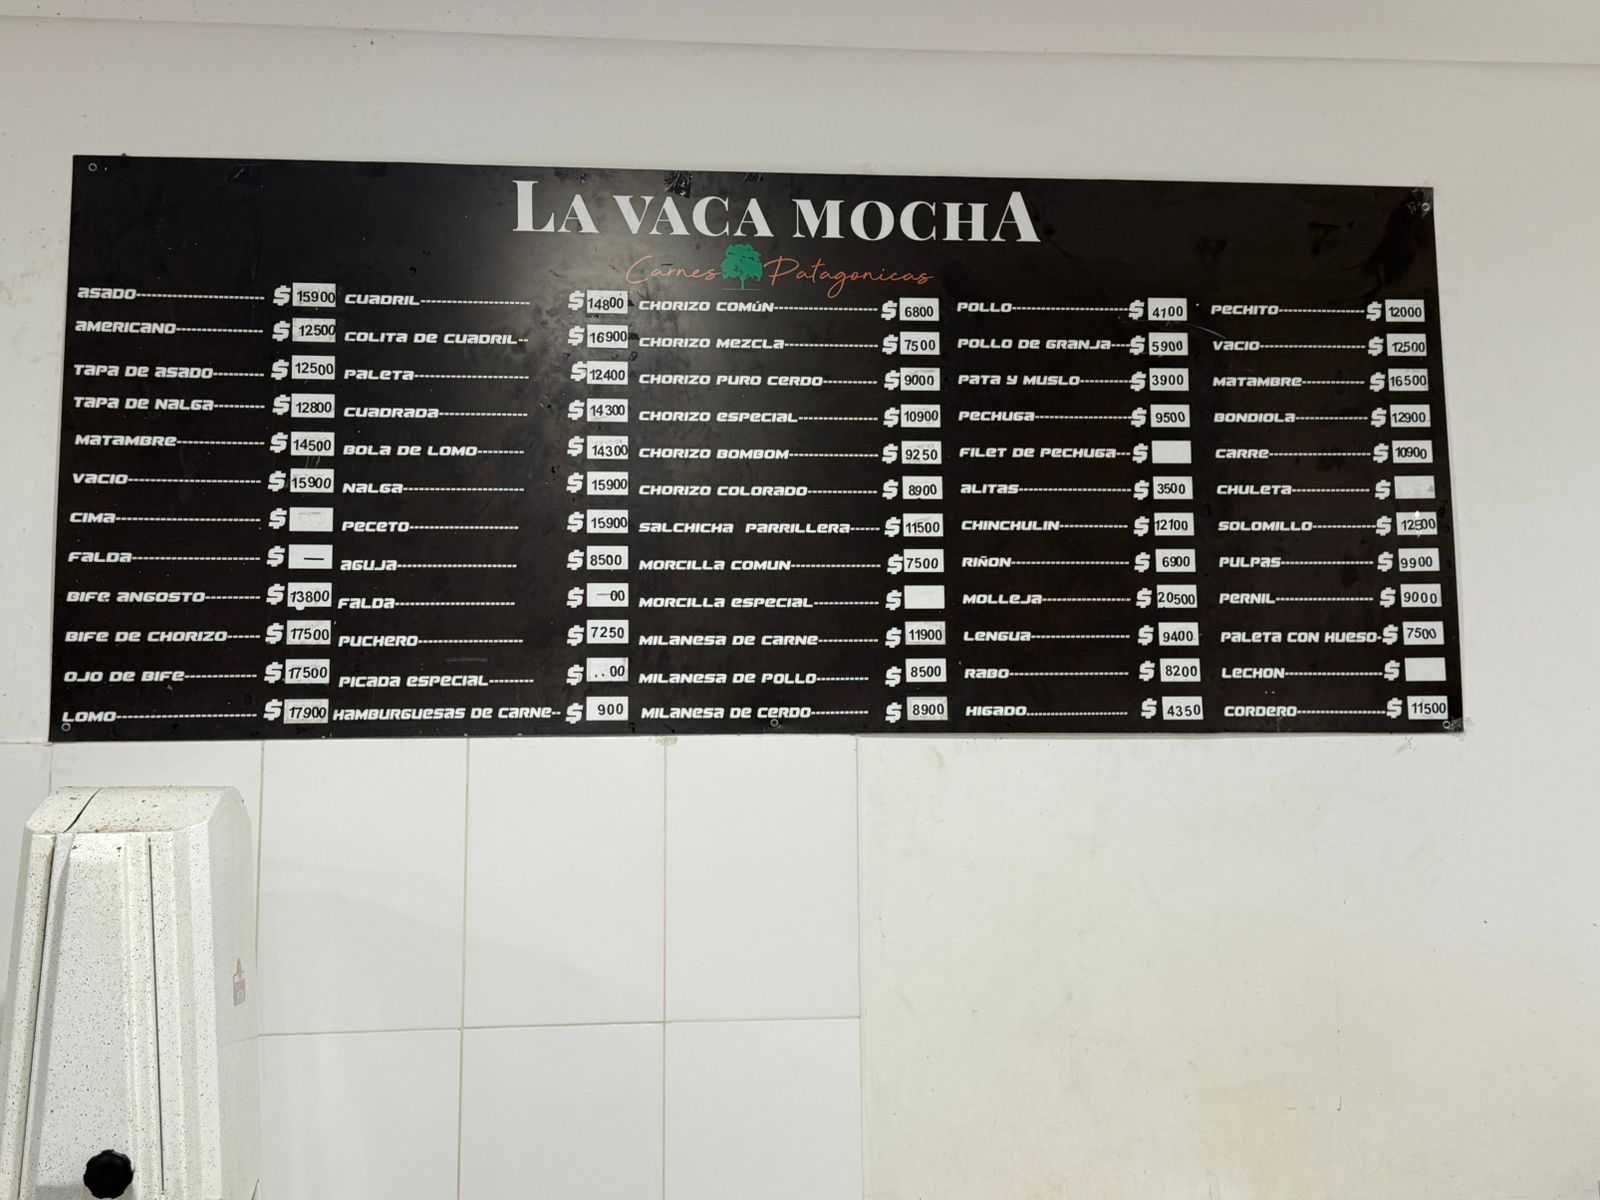 LA VACA MOCHA
Carnes Patagonicas
ASADO---------------- $ 15900
AMERICANO---------------- $ 12500
TAPA DE ASADO---------- $ 12500
TAPA DE NALGA---------- $ 12800
MATAMBRE---------------- $ 14500
VACIO---------------- $ 15900
CIMA---------------- $
FALDA---------------- $ —
BIFE ANGOSTO---------- $ 13800
BIFE DE CHORIZO------ $ 17500
OJO DE BIFE---------- $ 17500
LOMO---------------- $ 17900
CUADRIL---------------- $ 14800
COLITA DE CUADRIL-- $ 16900
PALETA---------------- $ 12400
CUADRADA---------------- $ 14300
BOLA DE LOMO--------- $ 14300
NALGA---------------- $ 15900
PECETO---------------- $ 15900
AGUJA---------------- $ 8500
FALDA---------------- $ —00
PUCHERO---------------- $ 7250
PICADA ESPECIAL-------- $ ..00
HAMBURGUESAS DE CARNE-- $ 900
CHORIZO COMÚN---------------- $ 6800
CHORIZO MEZCLA---------------- $ 7500
CHORIZO PURO CERDO---------- $ 9000
CHORIZO ESPECIAL------------- $ 10900
CHORIZO BOMBOM------------- $ 9250
CHORIZO COLORADO---------- $ 8900
SALCHICHA PARRILLERA------ $ 11500
MORCILLA COMUN------------- $ 7500
MORCILLA ESPECIAL---------- $
MILANESA DE CARNE---------- $ 11900
MILANESA DE POLLO--------- $ 8500
MILANESA DE CERDO--------- $ 8900
POLLO---------------- $ 4100
POLLO DE GRANJA--- $ 5900
PATA Y MUSLO-------- $ 3900
PECHUGA---------------- $ 9500
FILET DE PECHUGA-- $
ALITAS---------------- $ 3500
CHINCHULIN------------- $ 12100
RIÑON---------------- $ 6900
MOLLEJA---------------- $ 20500
LENGUA---------------- $ 9400
RABO---------------- $ 8200
HIGADO---------------- $ 4350
PECHITO---------------- $ 12000
VACIO---------------- $ 12500
MATAMBRE------------- $ 16500
BONDIOLA------------- $ 12900
CARRE---------------- $ 10900
CHULETA---------------- $
SOLOMILLO------------- $ 12500
PULPAS---------------- $ 9900
PERNIL---------------- $ 9000
PALETA CON HUESO- $ 7500
LECHON---------------- $
CORDERO------------- $ 11500